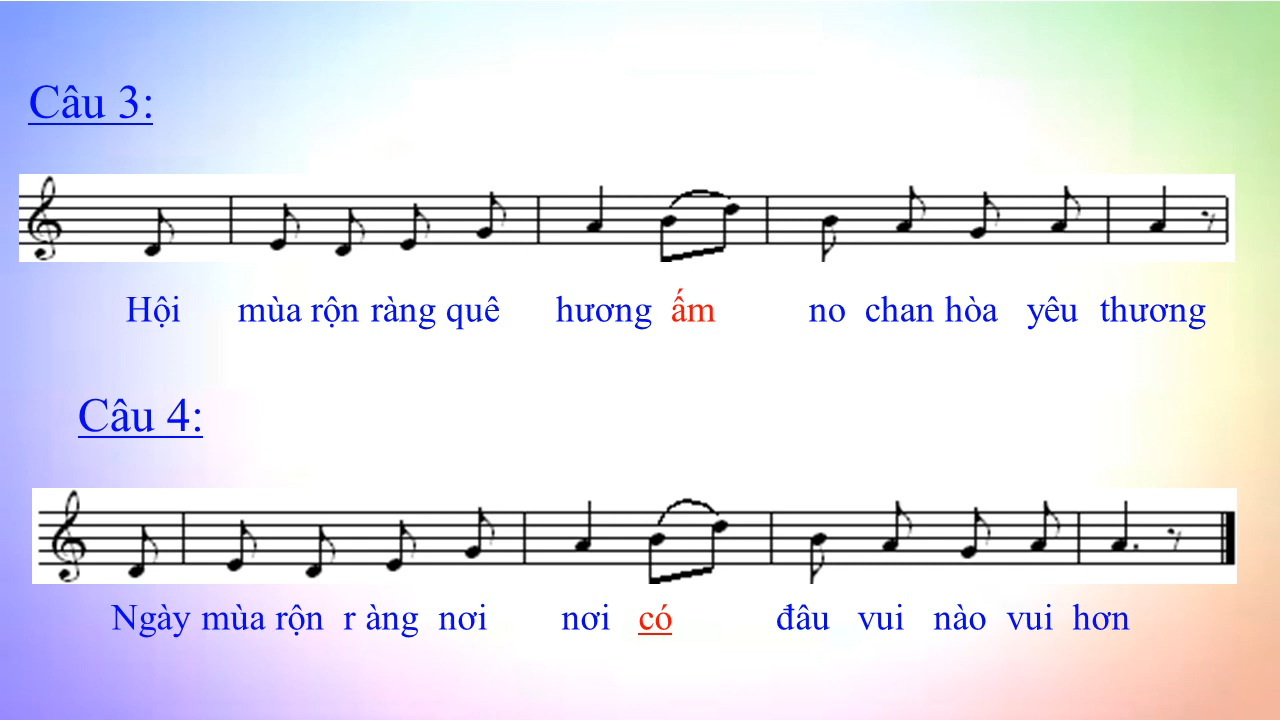 Câu 3:
Hội mùa rộn ràng quê hương ấm no chan hòa yêu thương
Câu 4:
Ngày mùa rộn r àng nơi nơi có đâu vui nào vui hơn